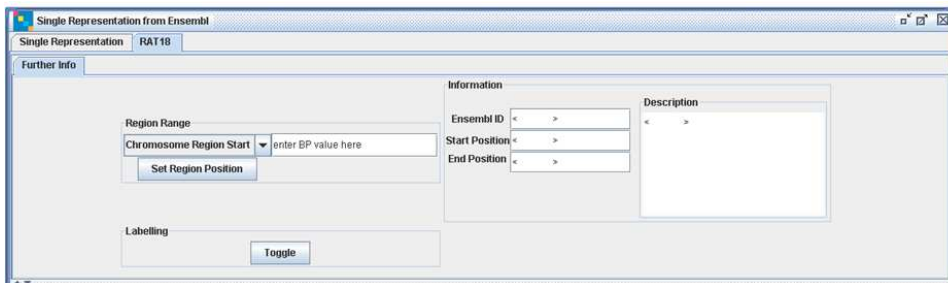 Single Representation from Ensembl
Single Representation RAT18
Further Info
Information
Region Range
Chromosome Region Start enter BP value here
Set Region Position
Ensembl ID < >
Start Position < >
End Position < >
Description
< >
Labelling
Toggle